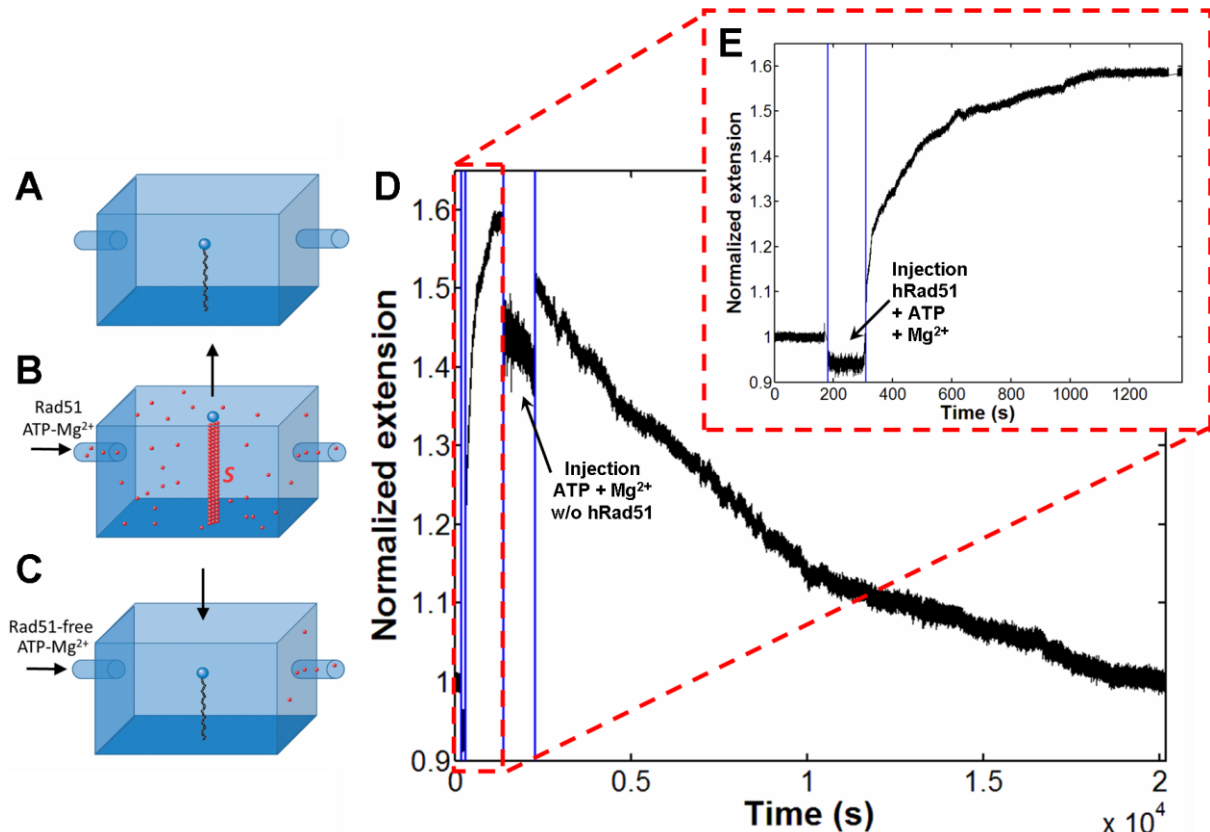 A
B
Rad51
ATP-Mg²⁺
S
C
Rad51-free
ATP-Mg²⁺
D
Normalized extension
1.6
1.5
1.4
1.3
1.2
1.1
1
0.9
Injection
ATP + Mg²⁺
w/o hRad51
0
0.5
1
1.5
2
Time (s)
x 10⁴
E
Normalized extension
1.6
1.5
1.4
1.3
1.2
1.1
1
0.9
Injection
hRad51
+ ATP
+ Mg²⁺
0
200
400
600
800
1000
1200
Time (s)